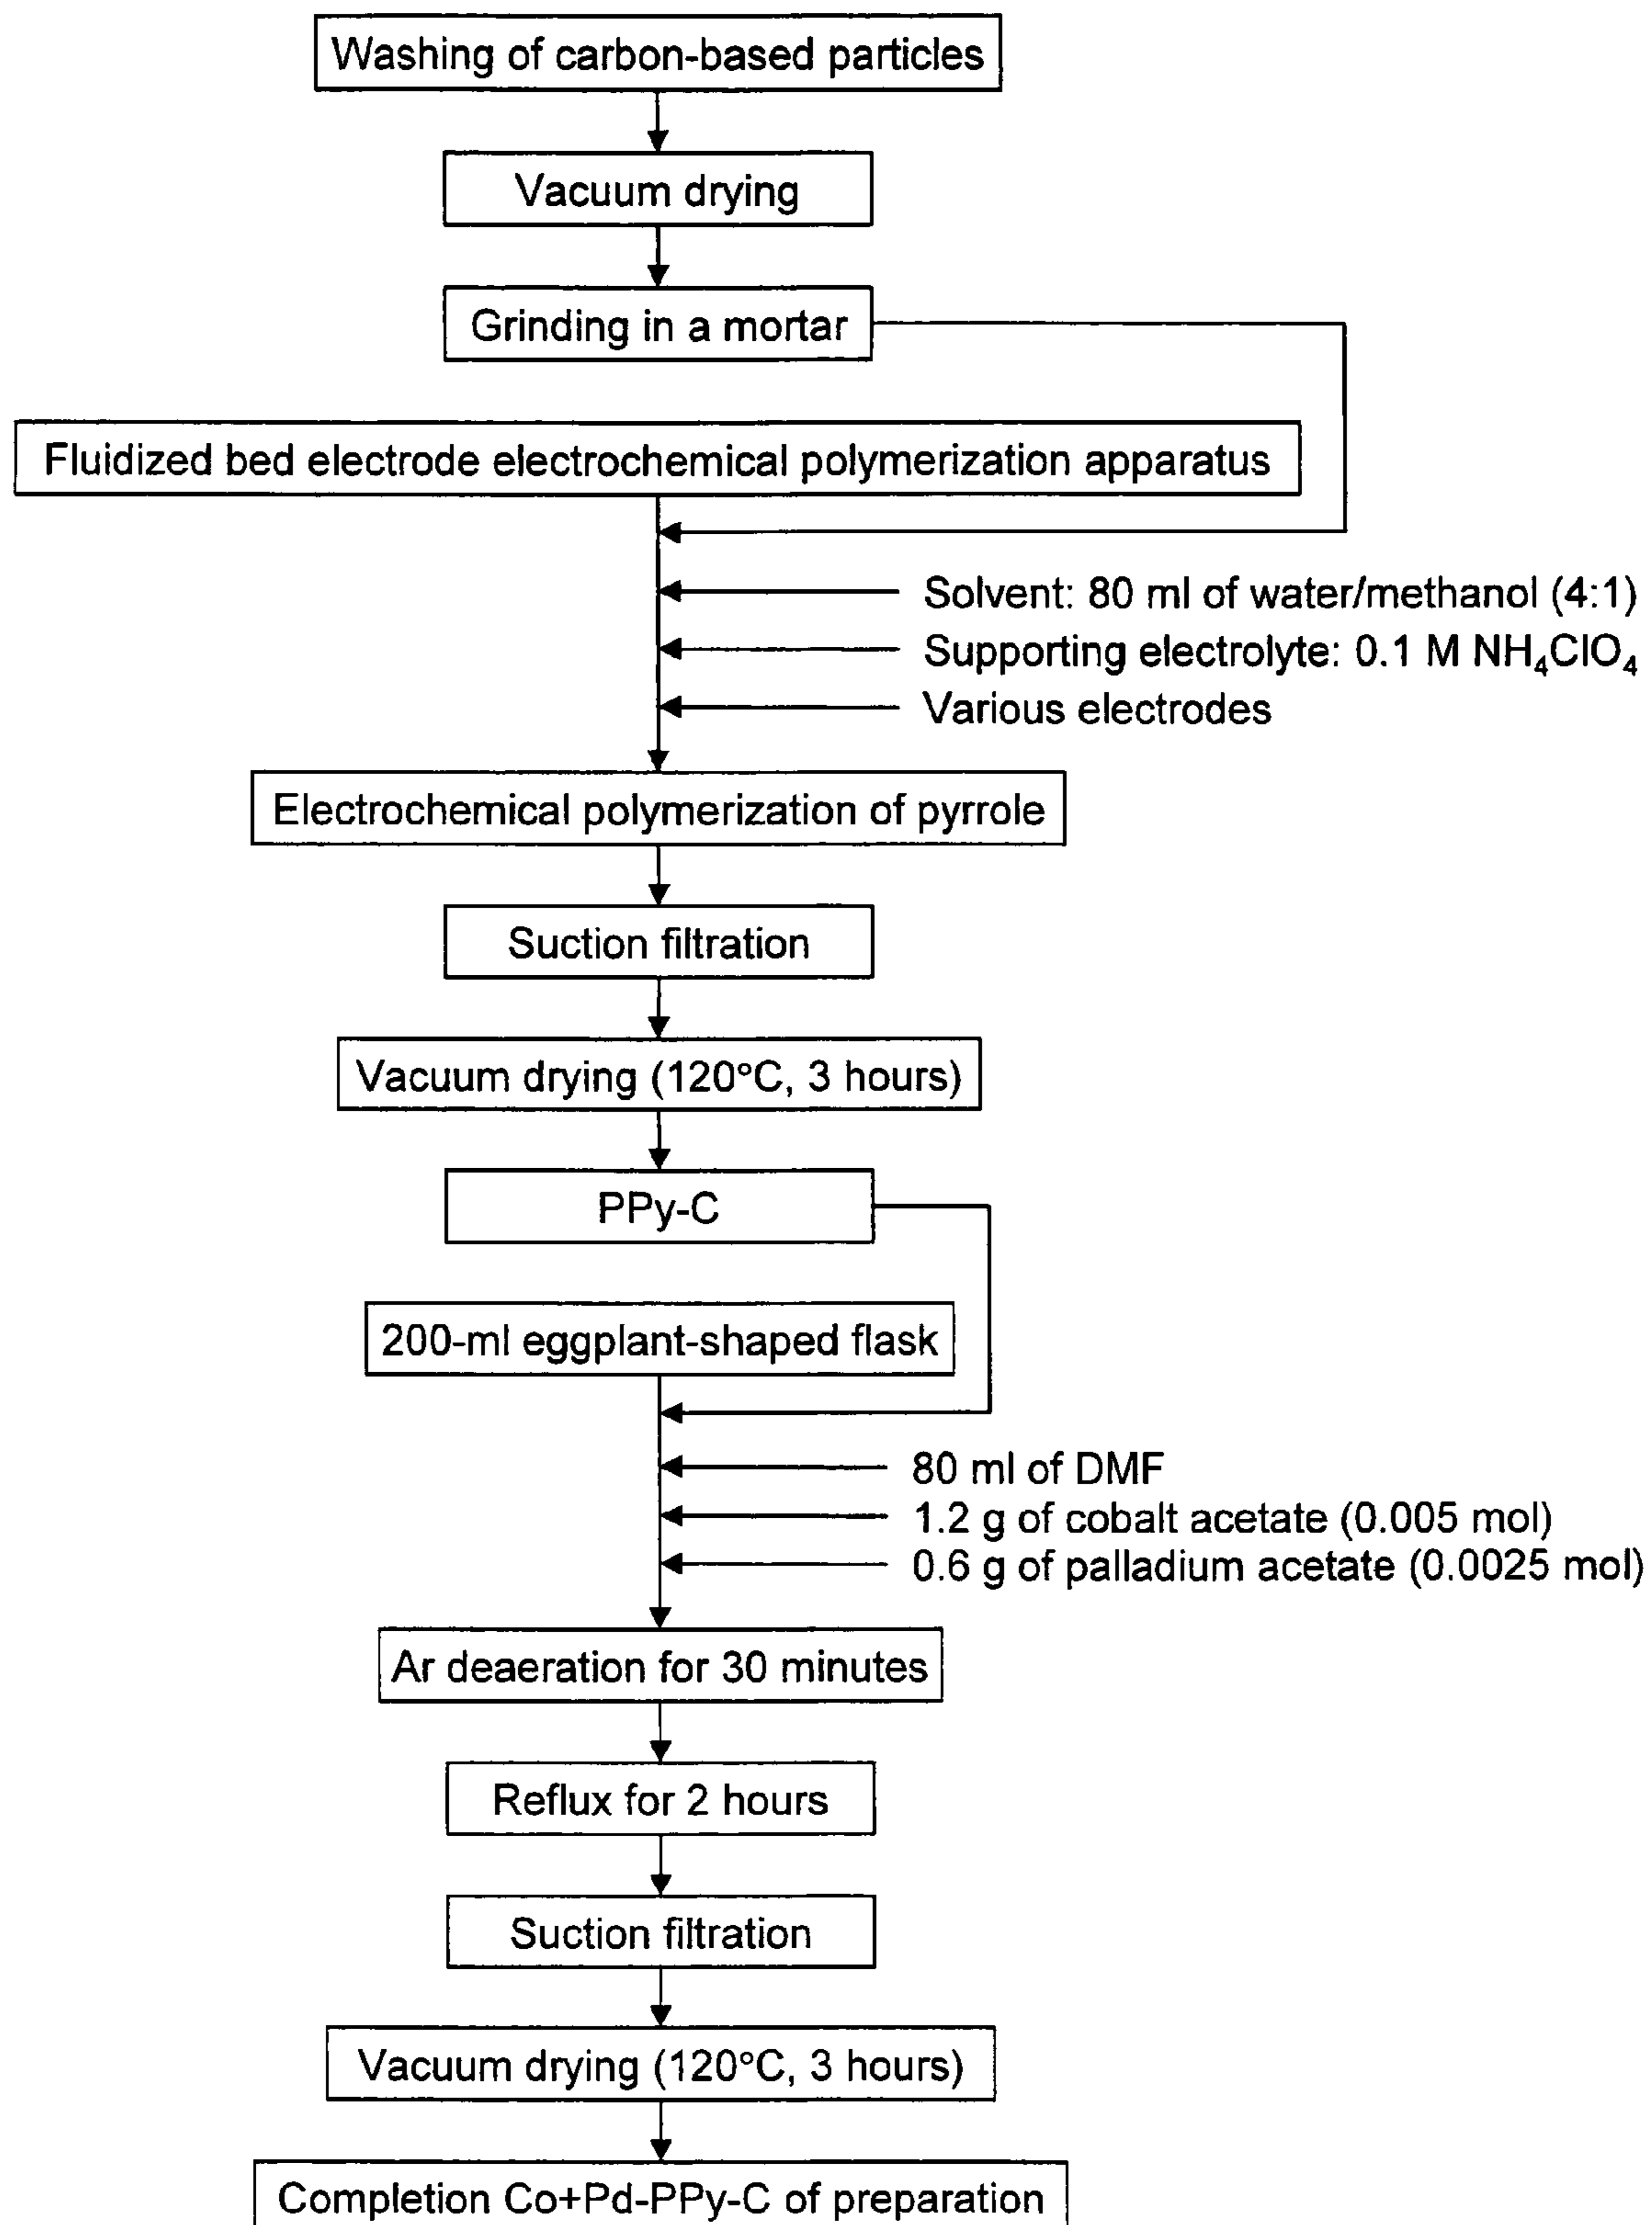 Washing of carbon-based particles
Vacuum drying
Grinding in a mortar
Fluidized bed electrode electrochemical polymerization apparatus
Solvent: 80 ml of water/methanol (4:1)
Supporting electrolyte: 0.1 M NH₄ClO₄
Various electrodes
Electrochemical polymerization of pyrrole
Suction filtration
Vacuum drying (120°C, 3 hours)
PPy-C
200-ml eggplant-shaped flask
80 ml of DMF
1.2 g of cobalt acetate (0.005 mol)
0.6 g of palladium acetate (0.0025 mol)
Ar deaeration for 30 minutes
Reflux for 2 hours
Suction filtration
Vacuum drying (120°C, 3 hours)
Completion Co+Pd-PPy-C of preparation